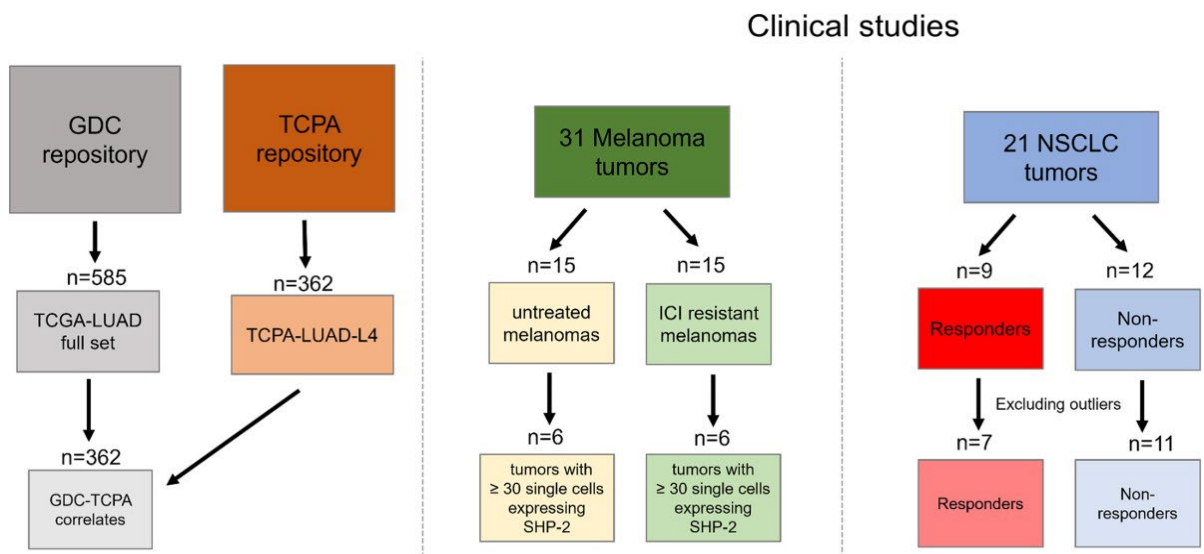 Clinical studies
GDC
repository
TCPA
repository
n=585
n=362
TCGA-LUAD
full set
TCPA-LUAD-L4
n=362
GDC-TCPA
correlates
31 Melanoma
tumors
n=15
n=15
untreated
melanomas
ICI resistant
melanomas
n=6
n=6
tumors with
≥ 30 single cells
expressing
SHP-2
tumors with
≥ 30 single cells
expressing
SHP-2
21 NSCLC
tumors
n=9
n=12
Responders
Non-
responders
Excluding outliers
n=7
n=11
Responders
Non-
responders